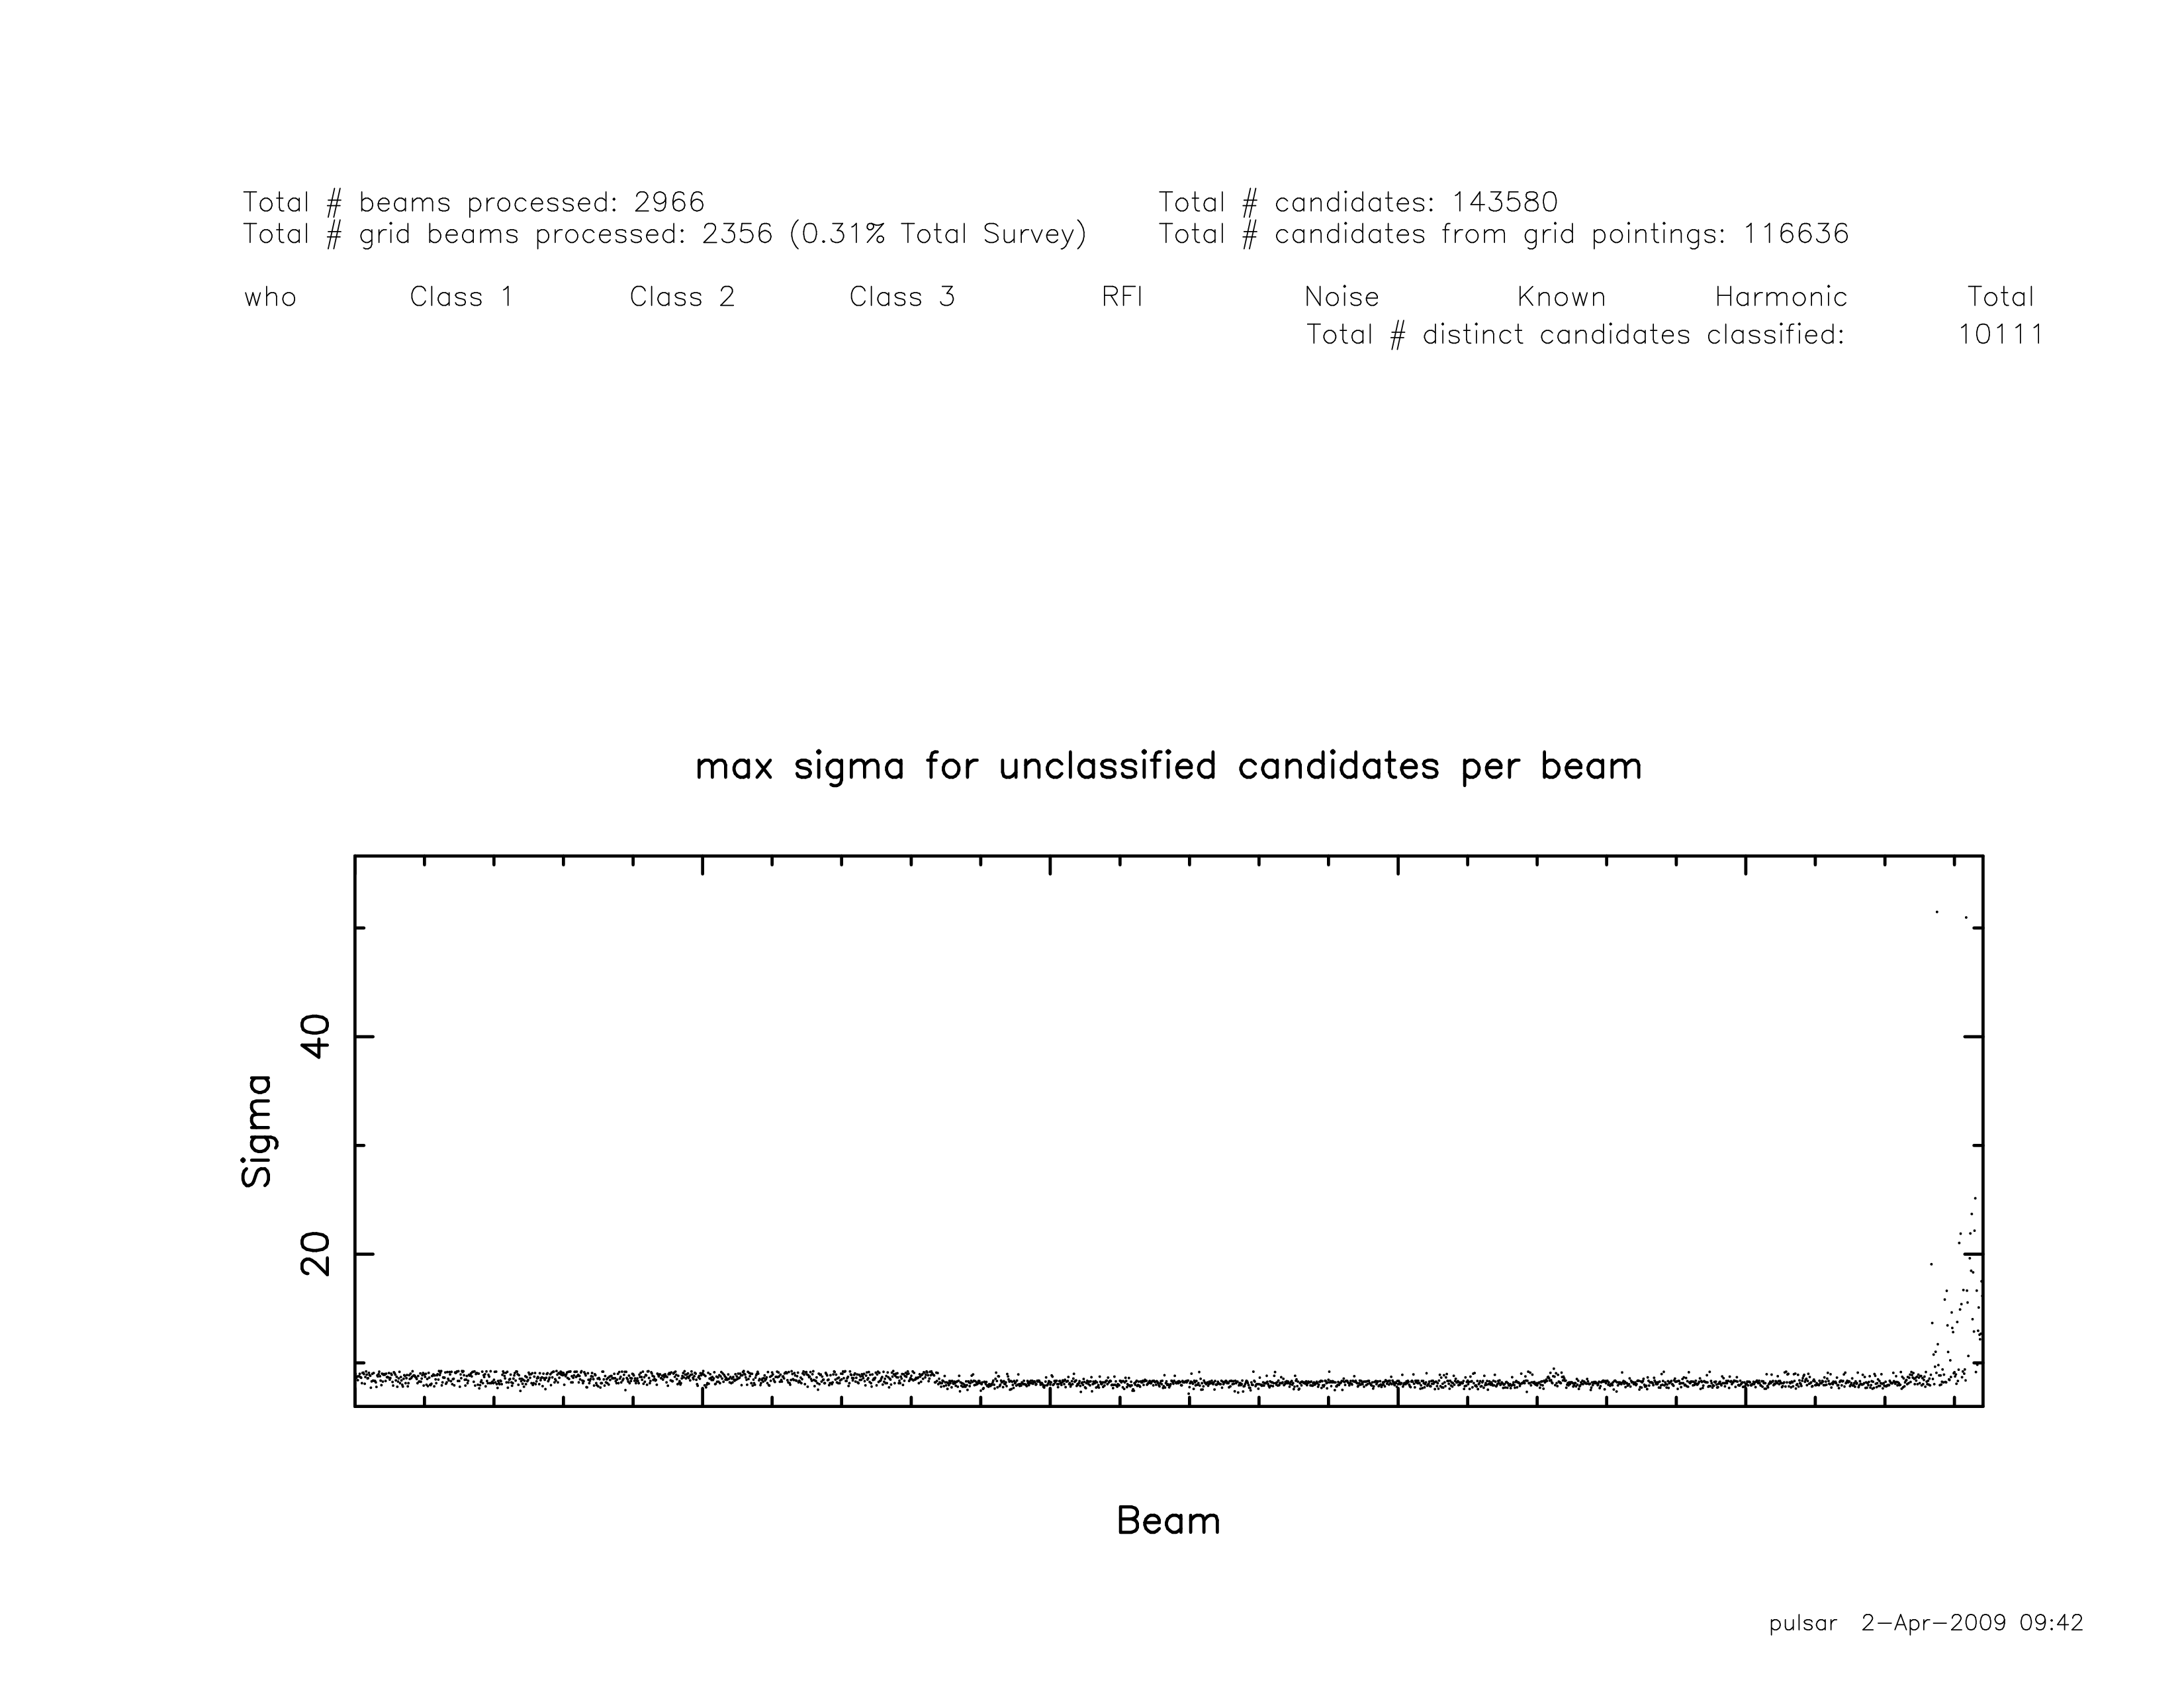 Total # beams processed: 2966 Total # candidates: 143580
Total # grid beams processed: 2356 (0.31% Total Survey) Total # candidates from grid pointings: 116636
who Class 1 Class 2 Class 3 RFI Noise Known Harmonic Total
Total # distinct candidates classified: 10111
max sigma for unclassified candidates per beam
40
Sigma
20
Beam
pulsar 2-Apr-2009 09:42